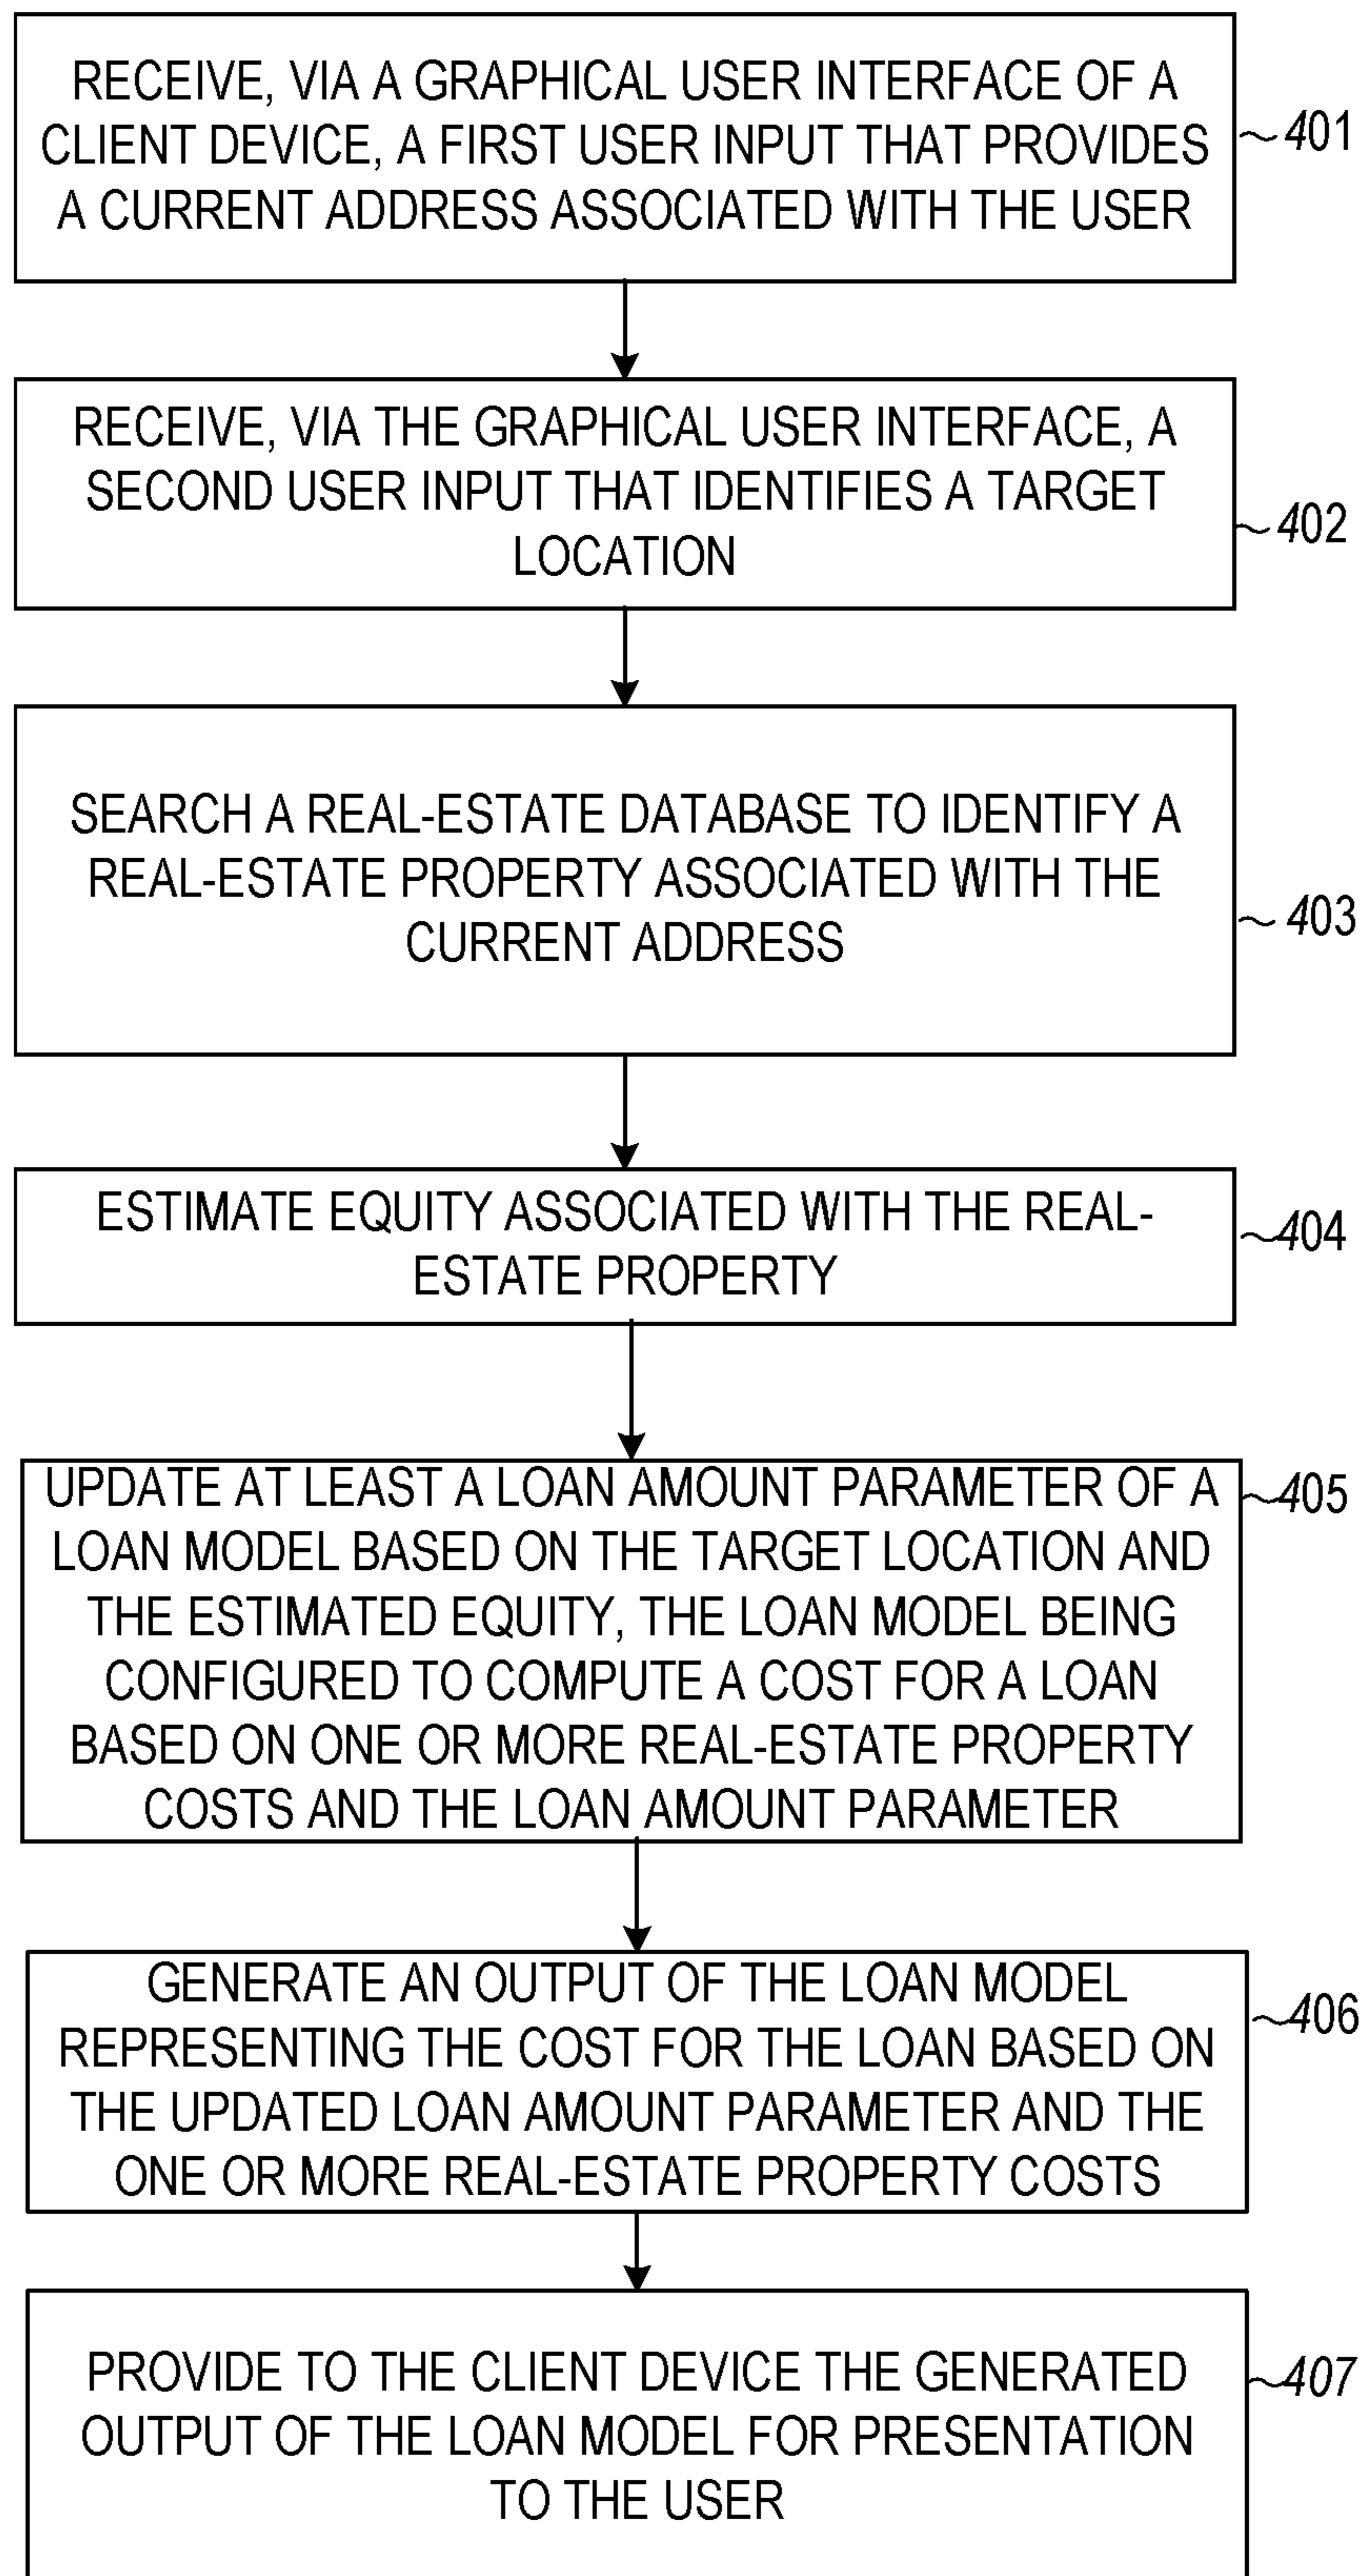 RECEIVE, VIA A GRAPHICAL USER INTERFACE OF A
CLIENT DEVICE, A FIRST USER INPUT THAT PROVIDES
A CURRENT ADDRESS ASSOCIATED WITH THE USER
401
RECEIVE, VIA THE GRAPHICAL USER INTERFACE, A
SECOND USER INPUT THAT IDENTIFIES A TARGET
LOCATION
402
SEARCH A REAL-ESTATE DATABASE TO IDENTIFY A
REAL-ESTATE PROPERTY ASSOCIATED WITH THE
CURRENT ADDRESS
403
ESTIMATE EQUITY ASSOCIATED WITH THE REAL-
ESTATE PROPERTY
404
UPDATE AT LEAST A LOAN AMOUNT PARAMETER OF A
LOAN MODEL BASED ON THE TARGET LOCATION AND
THE ESTIMATED EQUITY, THE LOAN MODEL BEING
CONFIGURED TO COMPUTE A COST FOR A LOAN
BASED ON ONE OR MORE REAL-ESTATE PROPERTY
COSTS AND THE LOAN AMOUNT PARAMETER
405
GENERATE AN OUTPUT OF THE LOAN MODEL
REPRESENTING THE COST FOR THE LOAN BASED ON
THE UPDATED LOAN AMOUNT PARAMETER AND THE
ONE OR MORE REAL-ESTATE PROPERTY COSTS
406
PROVIDE TO THE CLIENT DEVICE THE GENERATED
OUTPUT OF THE LOAN MODEL FOR PRESENTATION
TO THE USER
407